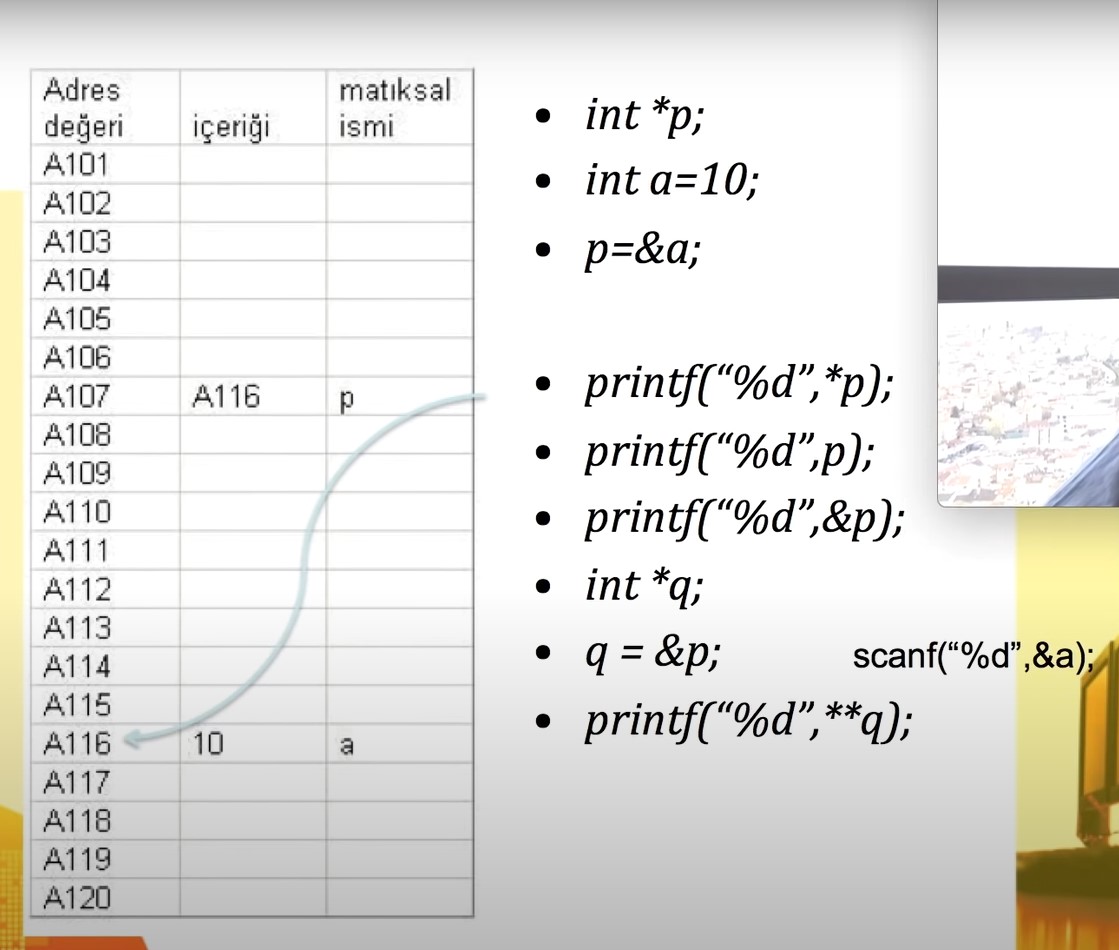 Adres değeri içeriği matıksal ismi
A101
A102
A103
A104
A105
A106
A107 A116 p
A108
A109
A110
A111
A112
A113
A114
A115
A116 10 a
A117
A118
A119
A120
• int *p;
• int a=10;
• p=&a;
• printf(“%d”,*p);
• printf(“%d”,p);
• printf(“%d”,&p);
• int *q;
• q = &p; scanf(“%d”,&a);
• printf(“%d”,**q);